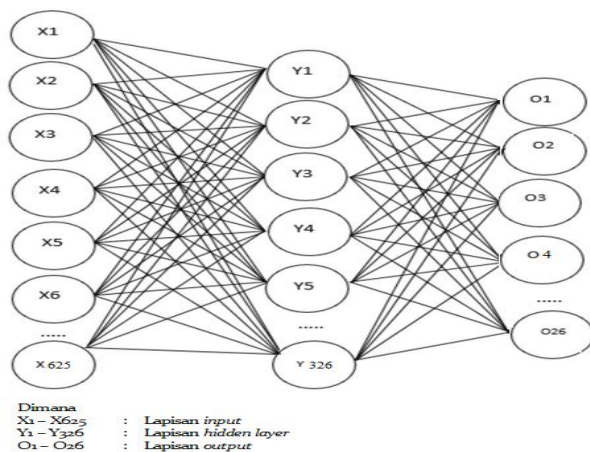 X1
X2
X3
X4
X5
X6
.....
X 625
Y1
Y2
Y3
Y4
Y5
.....
Y 326
O1
O2
O3
O 4
.....
O26
Dimana
X1 – X625 : Lapisan input
Y1 – Y326 : Lapisan hidden layer
O1 – O26 : Lapisan output